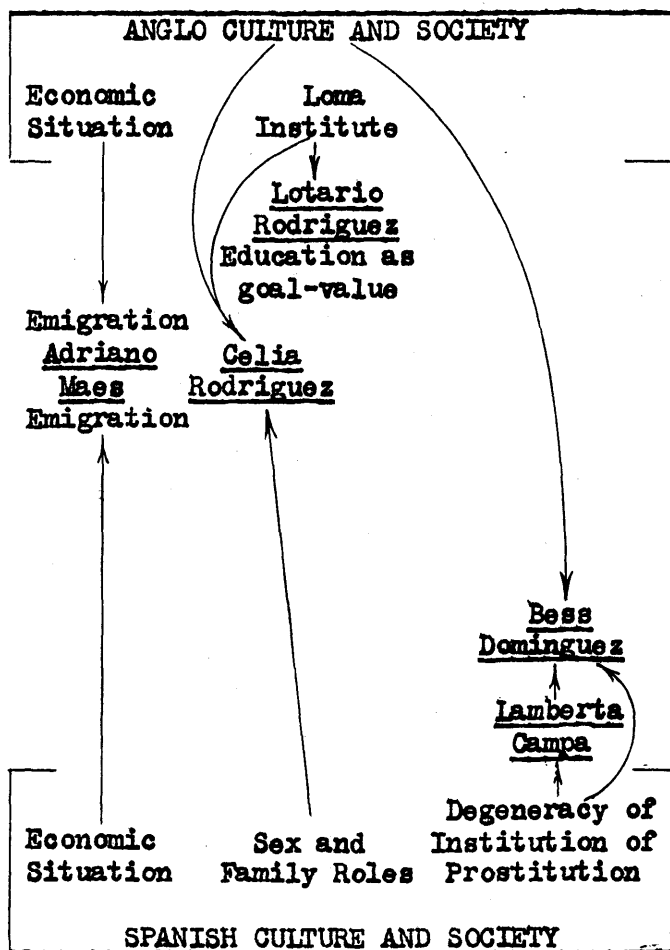 ANGLO CULTURE AND SOCIETY
Economic
Situation
Loma
Institute
Lotario
Rodriguez
Education as
goal-value
Emigration
Adriano
Maes
Emigration
Celia
Rodriguez
Bess
Dominguez
Lamberta
Campa
Economic
Situation
Sex and
Family Roles
Degeneracy of
Institution of
Prostitution
SPANISH CULTURE AND SOCIETY